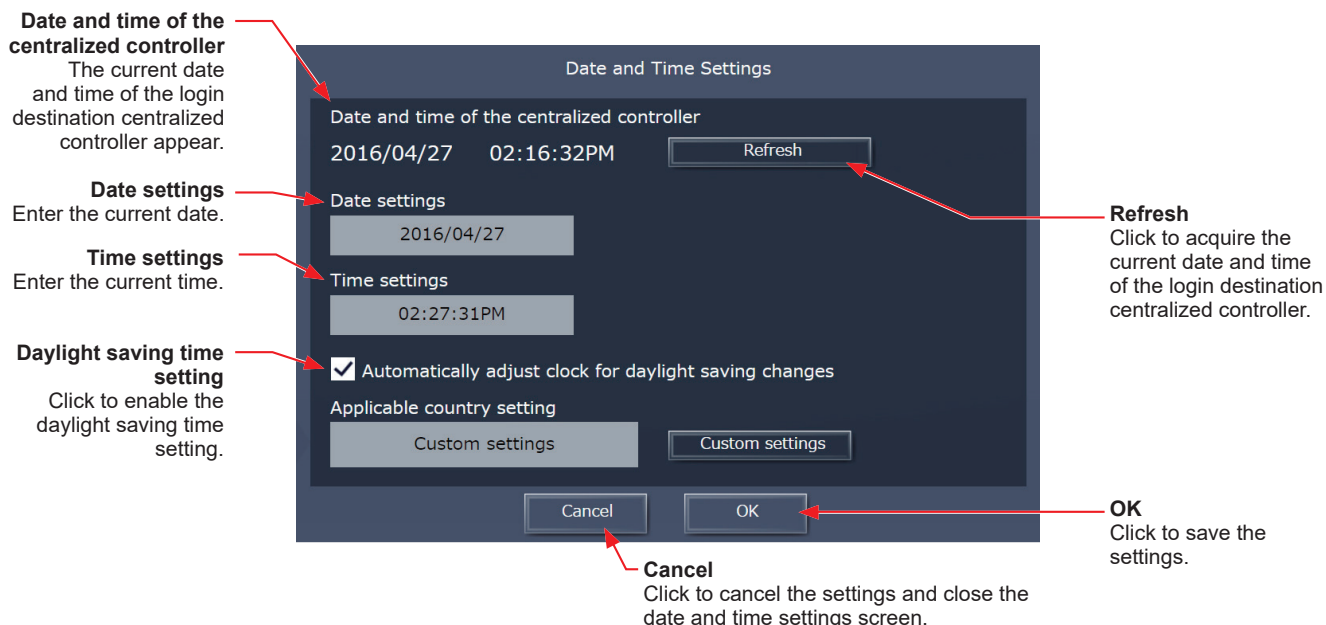 Date and time of the
centralized controller
The current date
and time of the login
destination centralized
controller appear.
Date settings
Enter the current date.
Time settings
Enter the current time.
Daylight saving time
setting
Click to enable the
daylight saving time
setting.
Date and Time Settings
Date and time of the centralized controller
2016/04/27 02:16:32PM Refresh
Date settings
2016/04/27
Time settings
02:27:31PM
Automatically adjust clock for daylight saving changes
Applicable country setting
Custom settings Custom settings
Cancel OK
Refresh
Click to acquire the
current date and time
of the login destination
centralized controller.
OK
Click to save the
settings.
Cancel
Click to cancel the settings and close the
date and time settings screen.